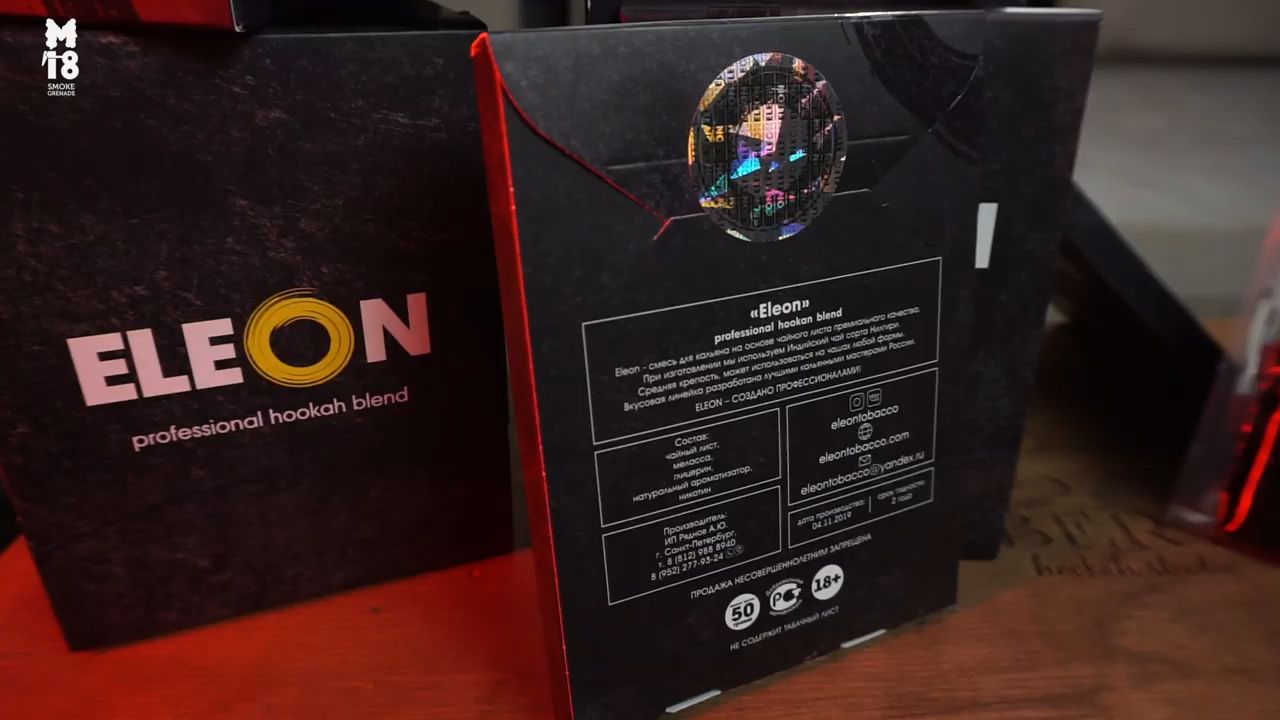 M
'18
SMOKE
GRENADE
ELEON
professional hookah blend
«Eleon»
professional hookan blend
Eleon - смесь для кальяна на основе чайного листа премиального качества.
При изготовлении мы используем Индийский чай сорта Нилгири.
Средняя крепость, может использоваться на чашах любой формы.
Вкусовая линейка разработана лучшими кальянными мастерами России.
ELEON – СОЗДАНО ПРОФЕССИОНАЛАМИ!
Состав:
чайный лист,
меласса,
глицерин,
натуральный ароматизатор,
никотин
eleontobacco
eleontobacco.com
eleontobacco@yandex.ru
Производитель:
ИП Ряднов А.Ю.
г. Санкт-Петербург,
т. 8 (812) 988 8940
8 (952) 277-93-24
дата производства:
04.11.2019
срок годности:
2 года
ПРОДАЖА НЕСОВЕРШЕННОЛЕТНИМ ЗАПРЕЩЕНА
50
РСТ
18+
НЕ СОДЕРЖИТ ТАБАЧНЫЙ ЛИСТ